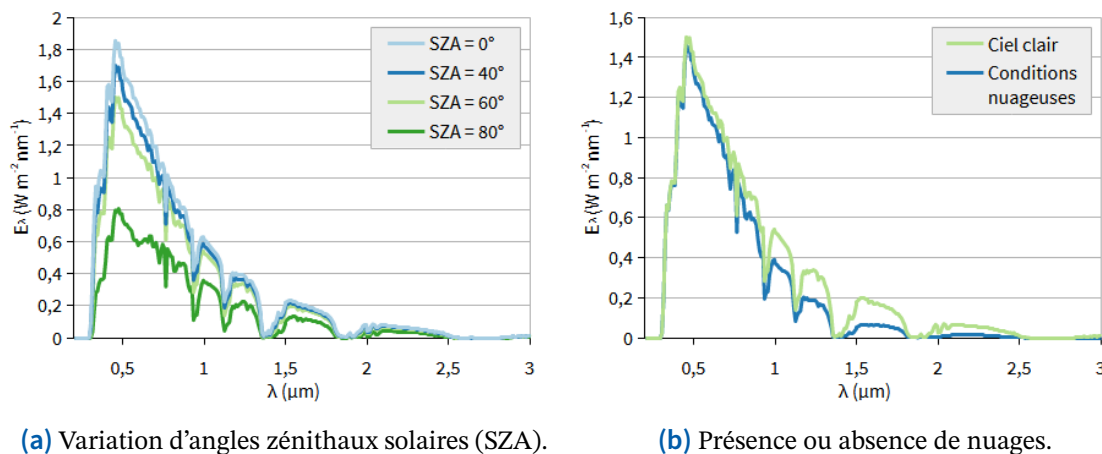 2
1,8
1,6
1,4
1,2
1
0,8
0,6
0,4
0,2
0
Eλ (W m⁻² nm⁻¹)
SZA = 0°
SZA = 40°
SZA = 60°
SZA = 80°
0,5 1 1,5 2 2,5 3
λ (µm)
(a) Variation d’angles zénithaux solaires (SZA).
1,6
1,4
1,2
1
0,8
0,6
0,4
0,2
0
Eλ (W m⁻² nm⁻¹)
Ciel clair
Conditions
nuageuses
0,5 1 1,5 2 2,5 3
λ (µm)
(b) Présence ou absence de nuages.